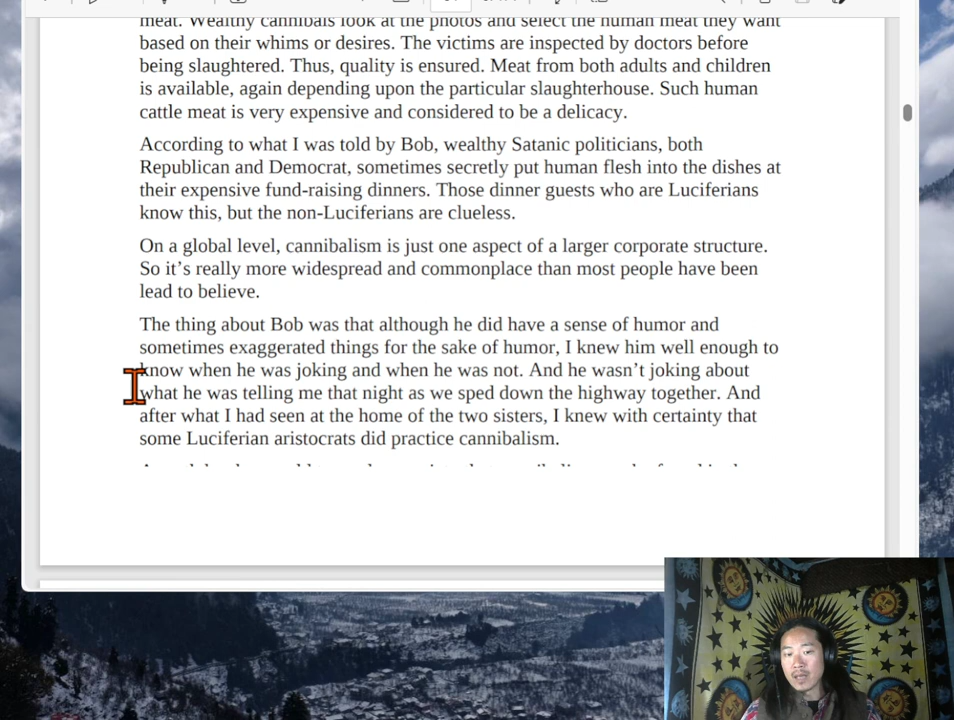 meat. Wealthy cannibals look at the photos and select the human meat they want
based on their whims or desires. The victims are inspected by doctors before
being slaughtered. Thus, quality is ensured. Meat from both adults and children
is available, again depending upon the particular slaughterhouse. Such human
cattle meat is very expensive and considered to be a delicacy.
According to what I was told by Bob, wealthy Satanic politicians, both
Republican and Democrat, sometimes secretly put human flesh into the dishes at
their expensive fund-raising dinners. Those dinner guests who are Luciferians
know this, but the non-Luciferians are clueless.
On a global level, cannibalism is just one aspect of a larger corporate structure.
So it’s really more widespread and commonplace than most people have been
lead to believe.
The thing about Bob was that although he did have a sense of humor and
sometimes exaggerated things for the sake of humor, I knew him well enough to
know when he was joking and when he was not. And he wasn’t joking about
what he was telling me that night as we sped down the highway together. And
after what I had seen at the home of the two sisters, I knew with certainty that
some Luciferian aristocrats did practice cannibalism.